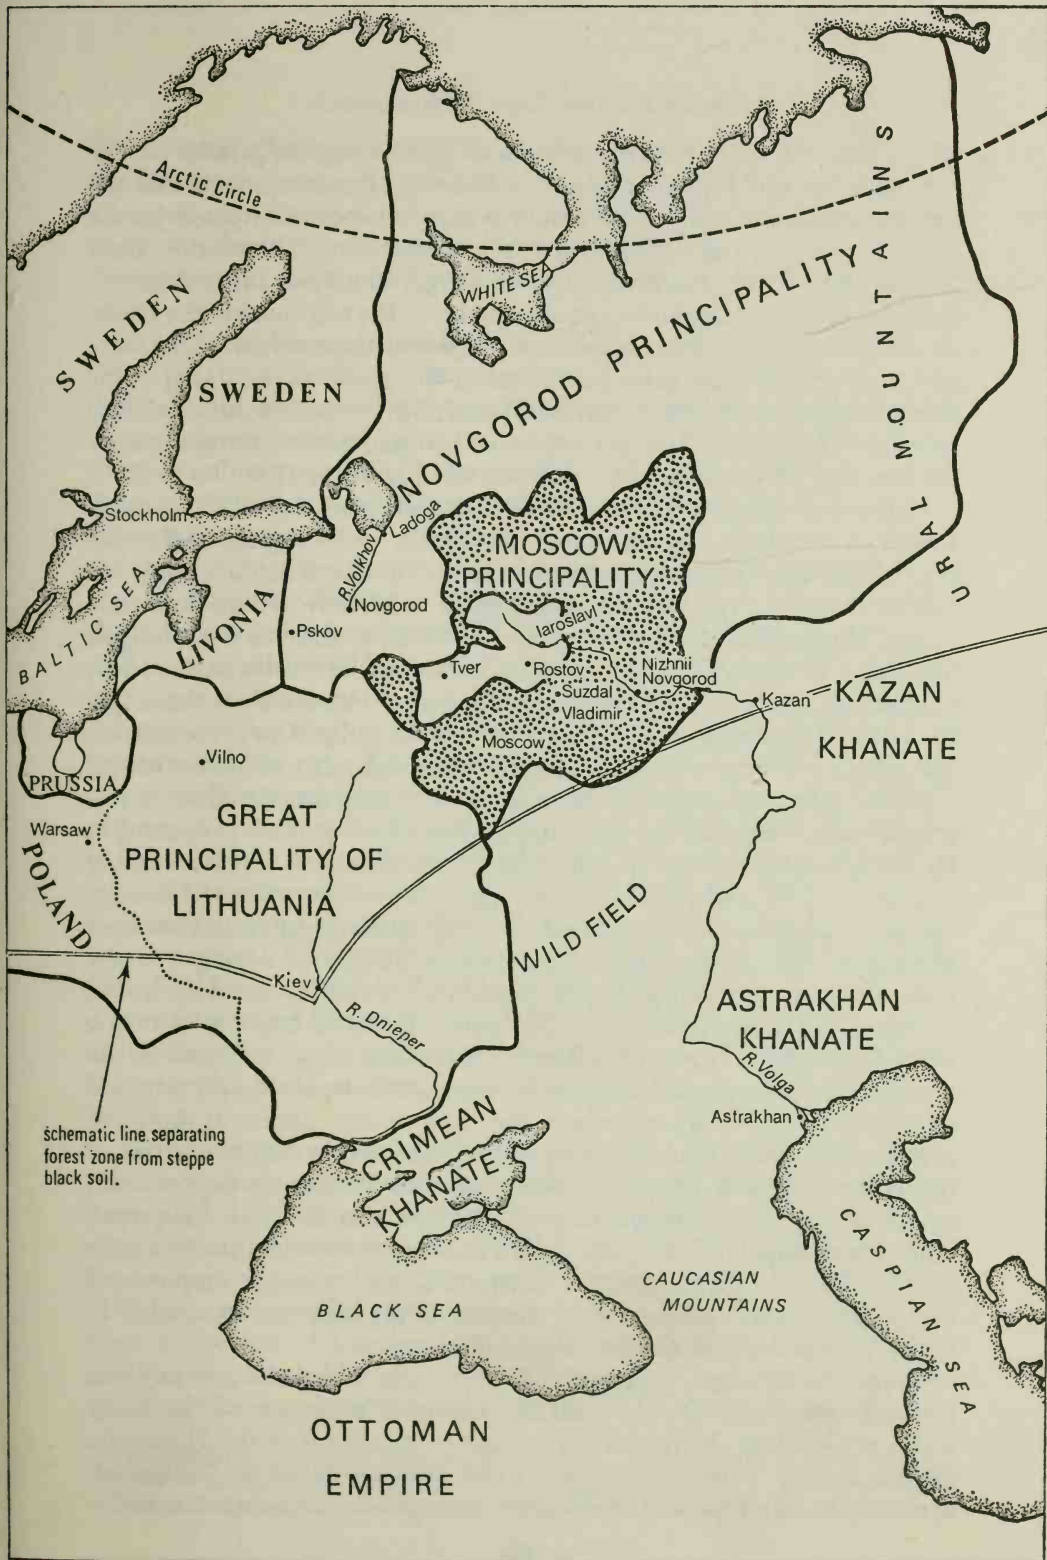 Arctic Circle
WHITE SEA
SWEDEN
SWEDEN
NOVGOROD PRINCIPALITY
URAL MOUNTAINS
Stockholm
Ladoga
R.Volkhov
Novgorod
MOSCOW
PRINCIPALITY
BALTIC SEA
LIVONIA
Pskov
Iaroslavl
Tver
Rostov
Nizhnii
Novgorod
Suzdal
Vladimir
Moscow
Kazan
KAZAN
KHANATE
PRUSSIA
Vilno
Warsaw
POLAND
GREAT
PRINCIPALITY OF
LITHUANIA
WILD FIELD
Kiev
R. Dnieper
ASTRAKHAN
KHANATE
R.Volga
Astrakhan
schematic line separating
forest zone from steppe
black soil.
CRIMEAN
KHANATE
CASPIAN SEA
CAUCASIAN
MOUNTAINS
BLACK SEA
OTTOMAN
EMPIRE